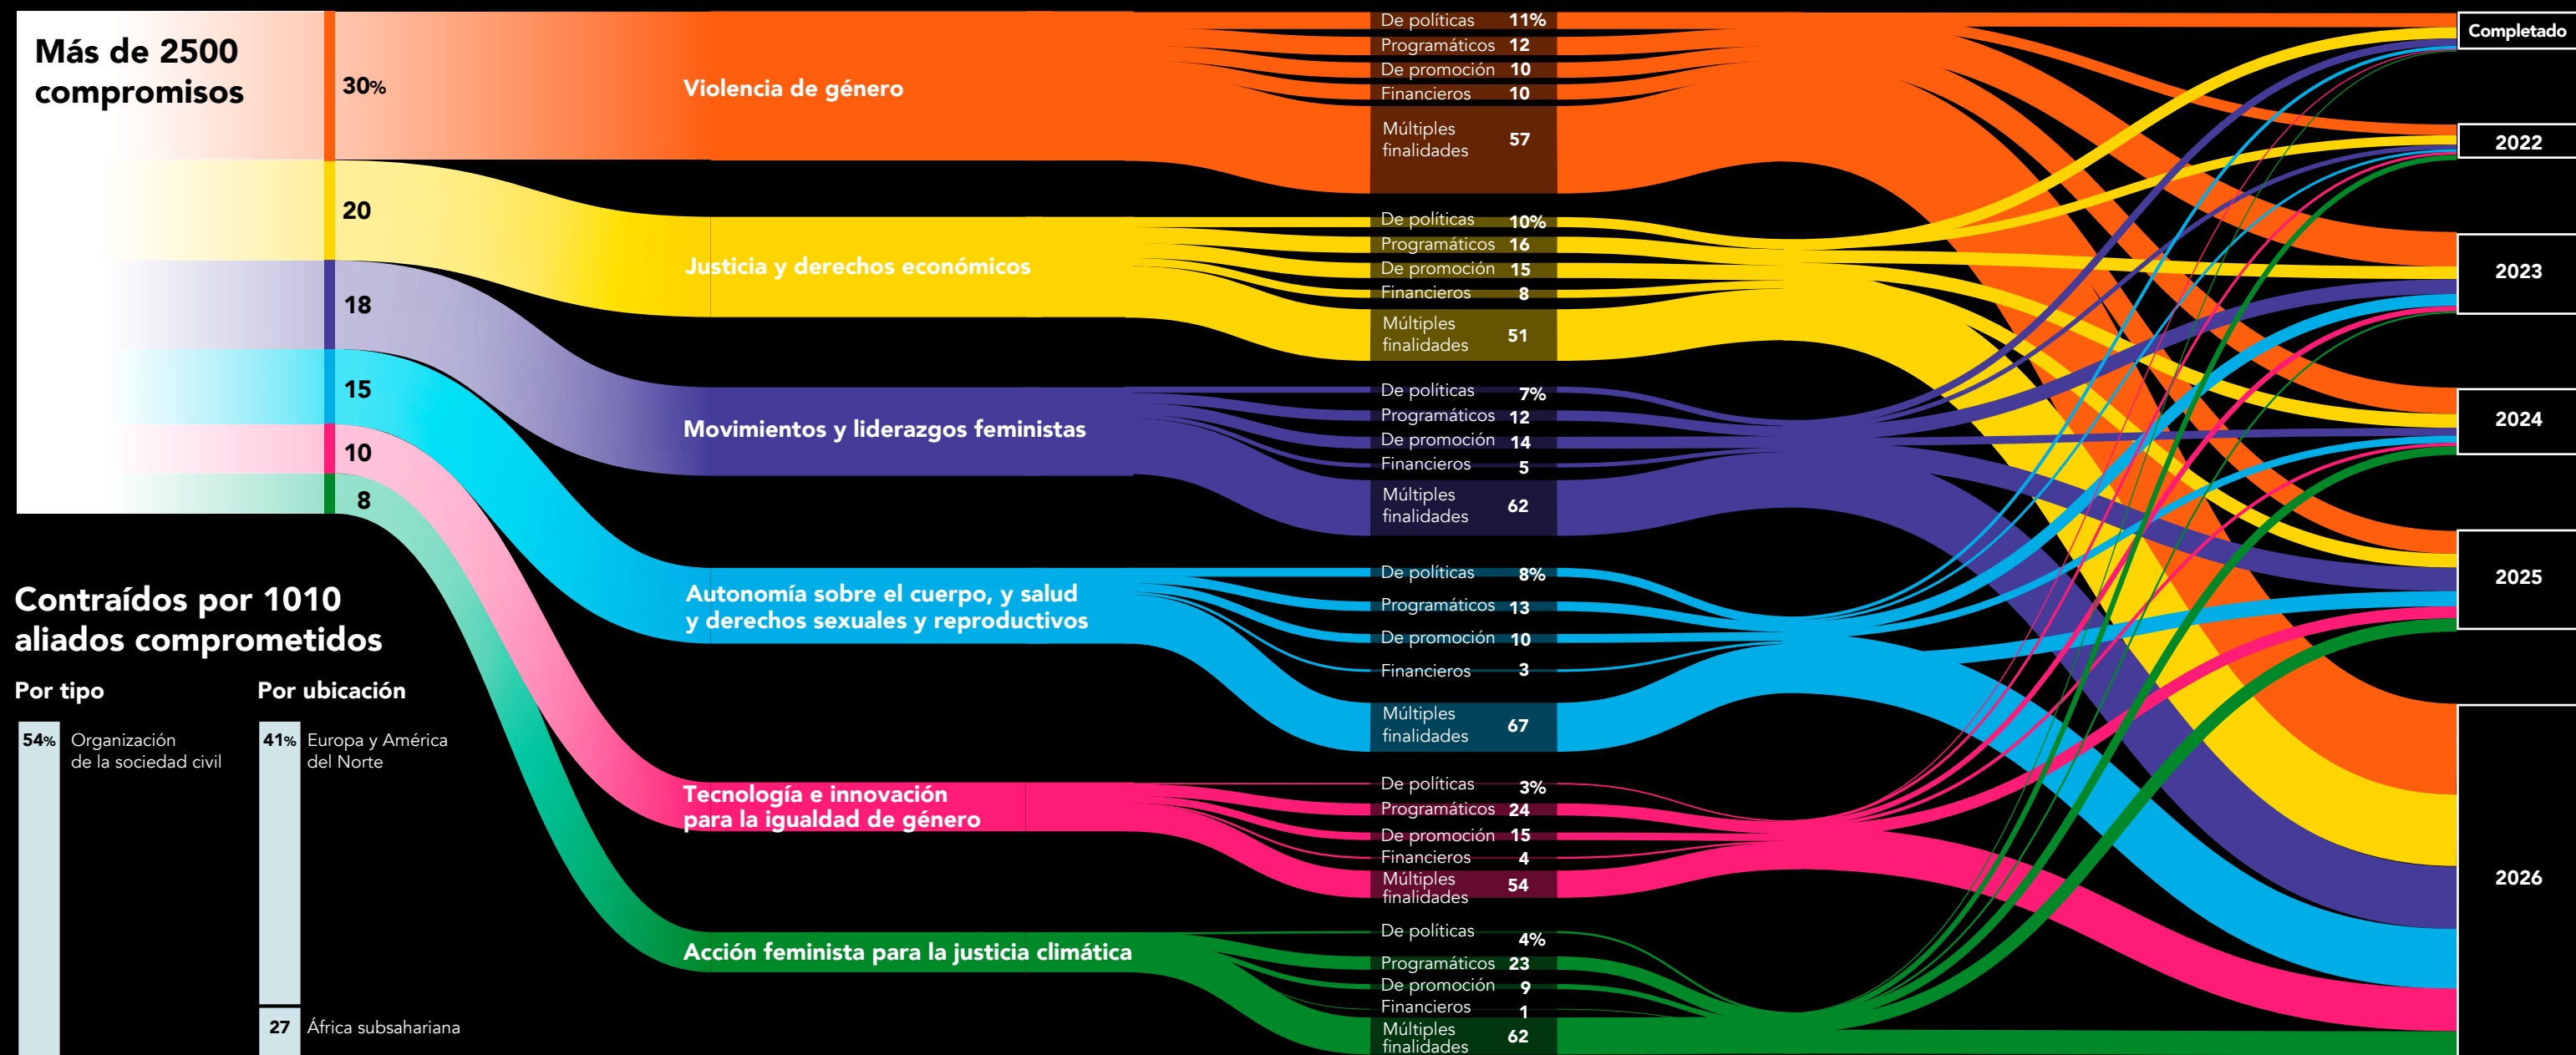 Más de 2500
compromisos
30%
20
18
15
10
8
Contraídos por 1010
aliados comprometidos
Por tipo
54%
Organización
de la sociedad civil
Por ubicación
41%
Europa y América
del Norte
27
África subsahariana
Violencia de género
De políticas 11%
Programáticos 12
De promoción 10
Financieros 10
Múltiples
finalidades
57
Justicia y derechos económicos
De políticas 10%
Programáticos 16
De promoción 15
Financieros 8
Múltiples
finalidades
51
Movimientos y liderazgos feministas
De políticas 7%
Programáticos 12
De promoción 14
Financieros 5
Múltiples
finalidades
62
Autonomía sobre el cuerpo, y salud
y derechos sexuales y reproductivos
De políticas 8%
Programáticos 13
De promoción 10
Financieros 3
Múltiples
finalidades
67
Tecnología e innovación
para la igualdad de género
De políticas 3%
Programáticos 24
De promoción 15
Financieros 4
Múltiples
finalidades
54
Acción feminista para la justicia climática
De políticas 4%
Programáticos 23
De promoción 9
Financieros 1
Múltiples
finalidades
62
Completado
2022
2023
2024
2025
2026